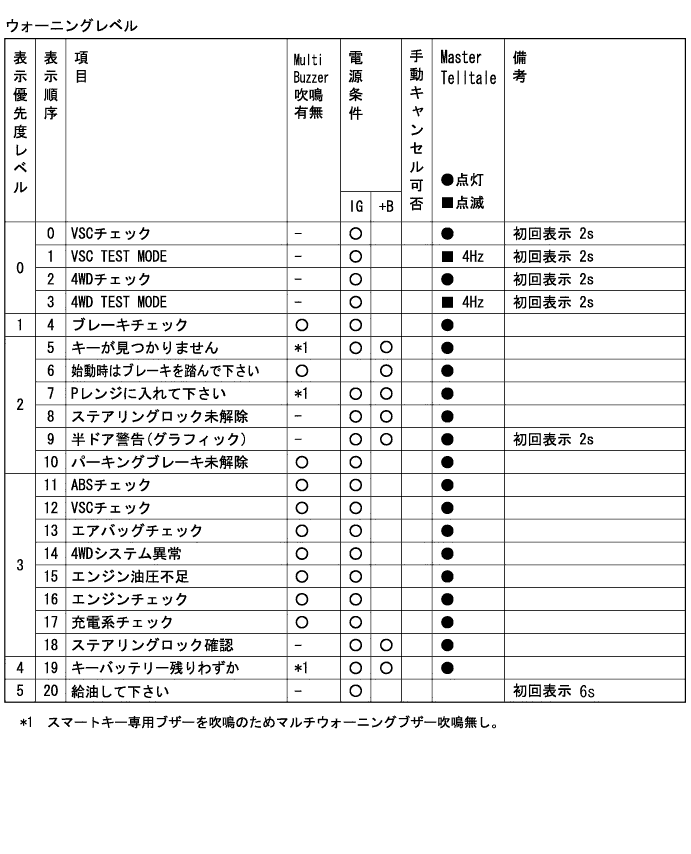 ウォーニングレベル
表示優先度レベル 表示順序 項目 Multi Buzzer 吹鳴有無 電源条件 手動キャンセル可否 Master Telltale 備考
●点灯
■点滅
IG +B
0 0 VSCチェック － ○ ● 初回表示 2s
1 VSC TEST MODE － ○ ■ 4Hz 初回表示 2s
2 4WDチェック － ○ ● 初回表示 2s
3 4WD TEST MODE － ○ ■ 4Hz 初回表示 2s
1 4 ブレーキチェック ○ ○ ●
2 5 キーが見つかりません *1 ○ ○ ●
6 始動時はブレーキを踏んで下さい ○ ○ ●
7 Pレンジに入れて下さい *1 ○ ○ ●
8 ステアリングロック未解除 － ○ ○ ●
9 半ドア警告(グラフィック) － ○ ○ ● 初回表示 2s
10 パーキングブレーキ未解除 ○ ○ ●
3 11 ABSチェック ○ ○ ●
12 VSCチェック ○ ○ ●
13 エアバッグチェック ○ ○ ●
14 4WDシステム異常 ○ ○ ●
15 エンジン油圧不足 ○ ○ ●
16 エンジンチェック ○ ○ ●
17 充電系チェック ○ ○ ●
18 ステアリングロック確認 － ○ ○ ●
4 19 キーバッテリー残りわずか *1 ○ ○ ●
5 20 給油して下さい － ○ 初回表示 6s
*1 スマートキー専用ブザーを吹鳴のためマルチウォーニングブザー吹鳴無し。